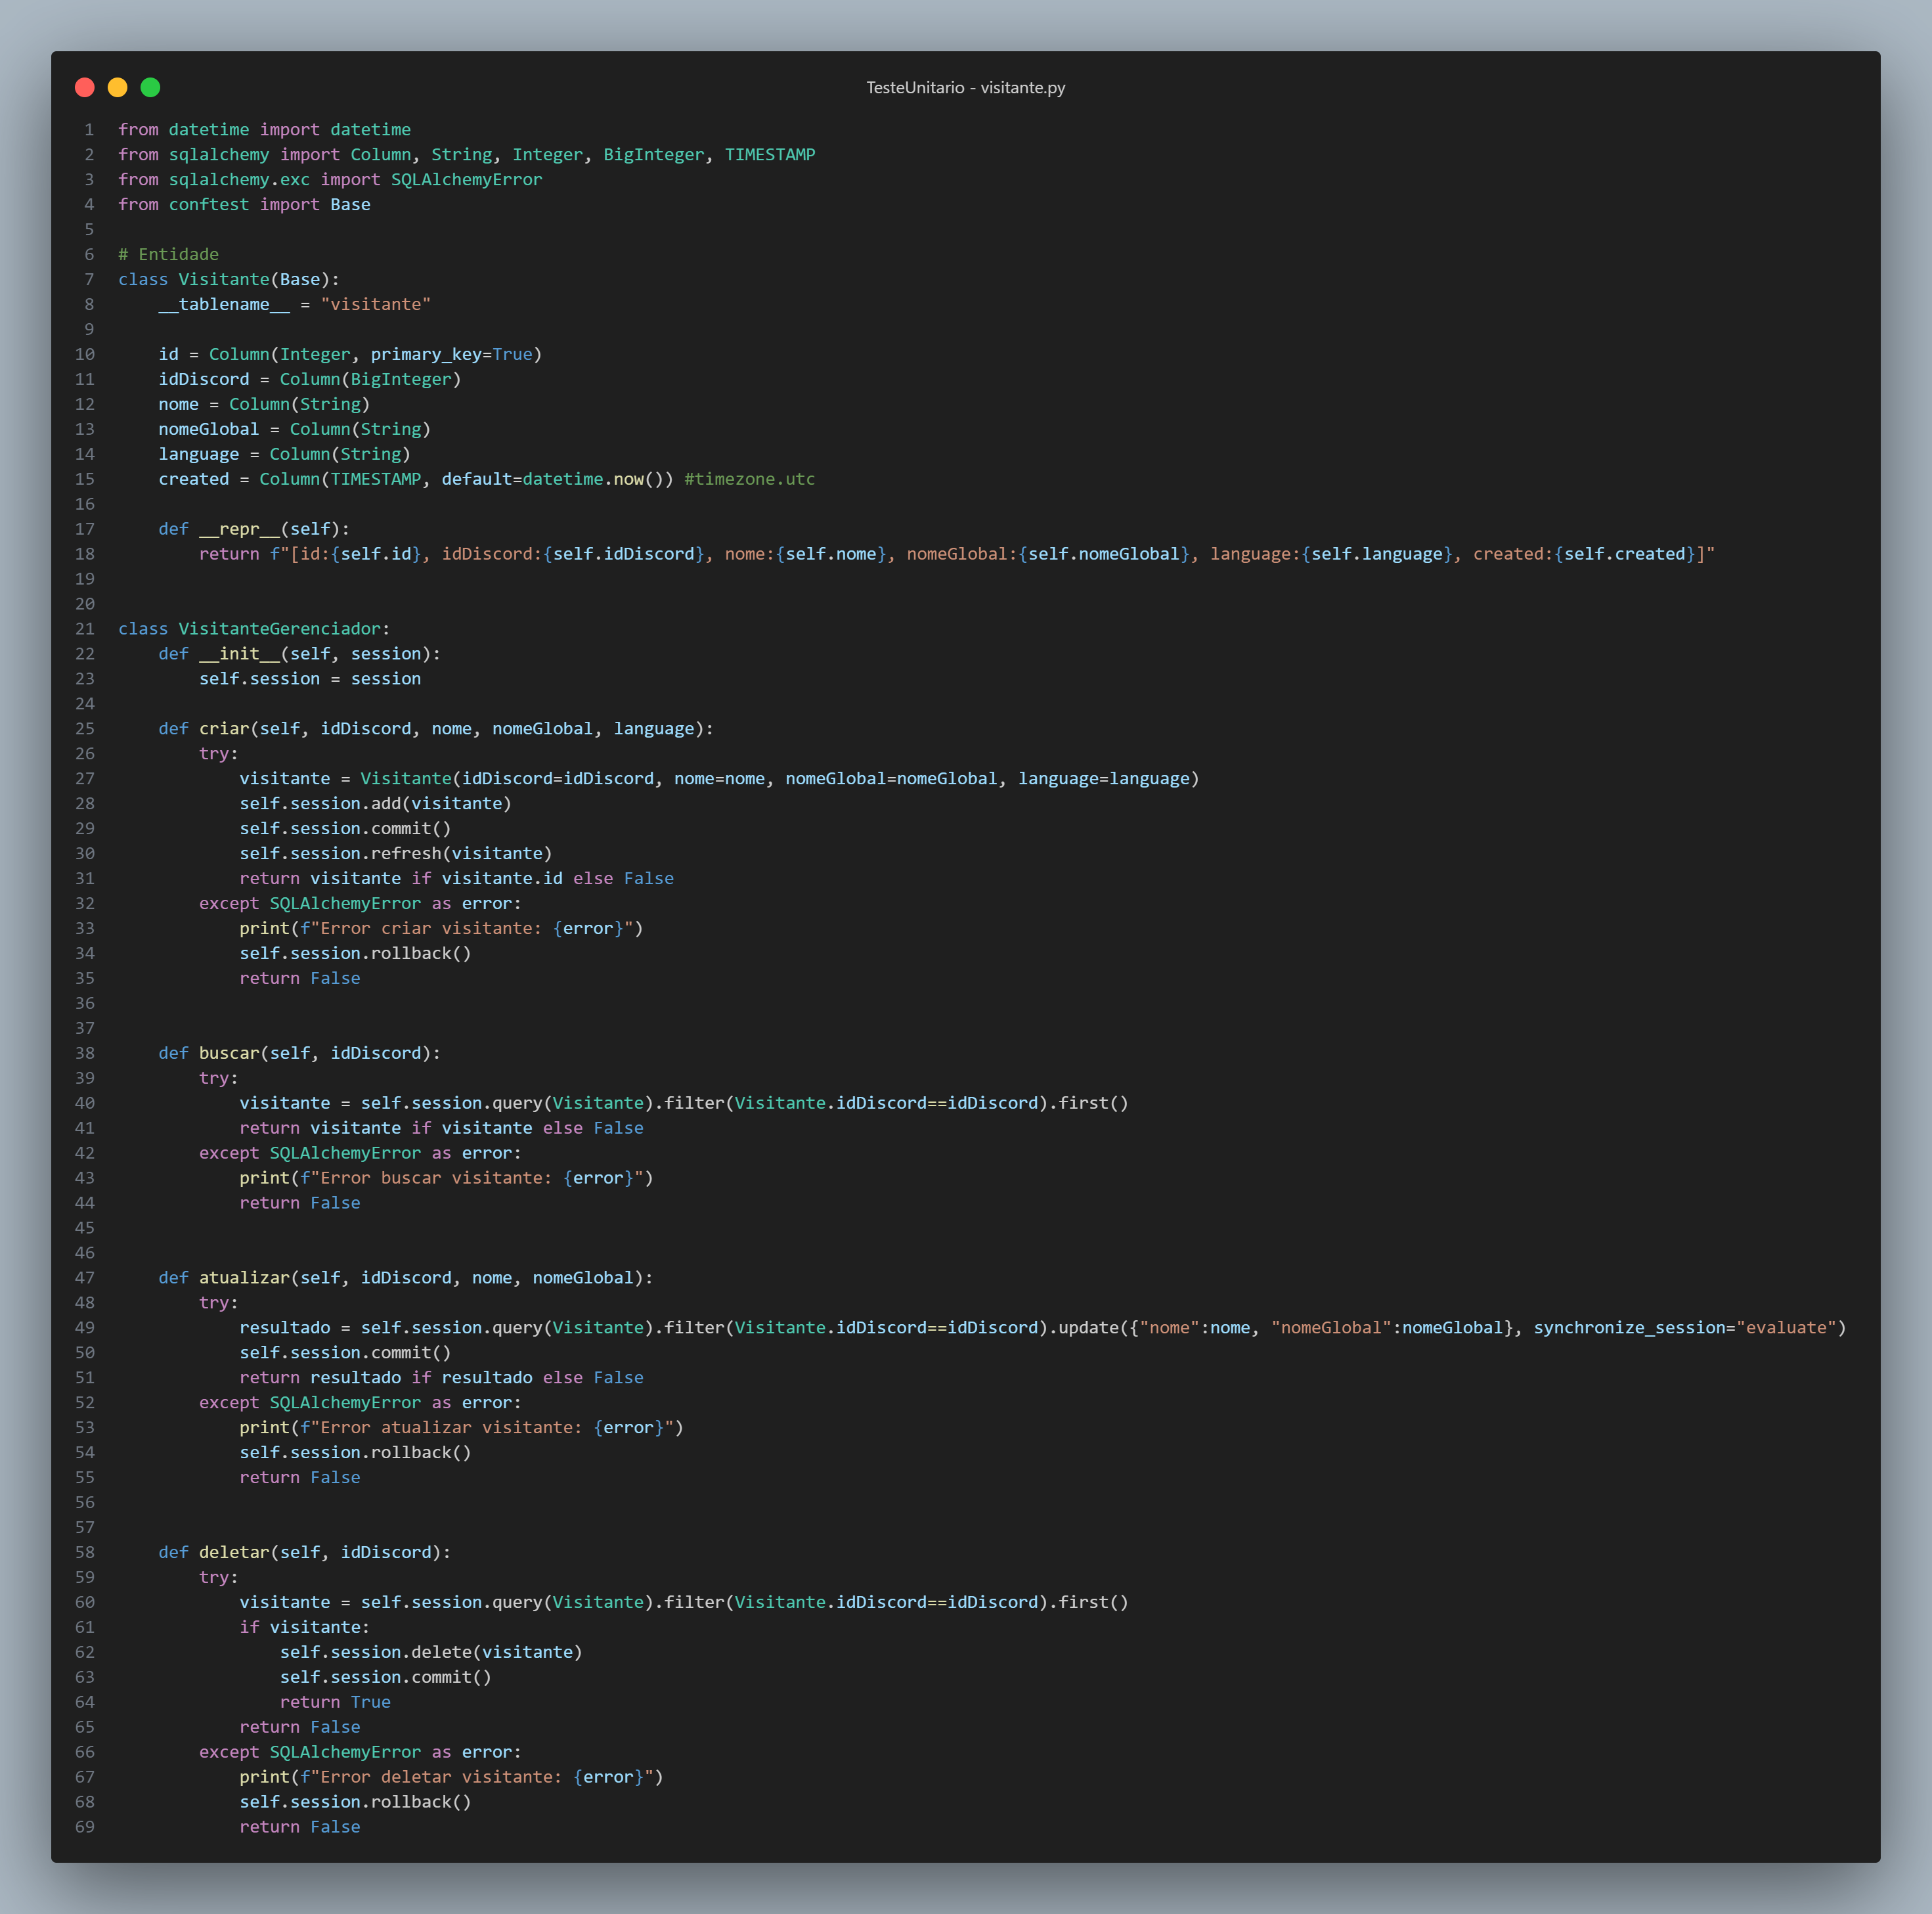 TesteUnitario - visitante.py
1 from datetime import datetime
2 from sqlalchemy import Column, String, Integer, BigInteger, TIMESTAMP
3 from sqlalchemy.exc import SQLAlchemyError
4 from conftest import Base
5
6 # Entidade
7 class Visitante(Base):
8     __tablename__ = "visitante"
9
10     id = Column(Integer, primary_key=True)
11     idDiscord = Column(BigInteger)
12     nome = Column(String)
13     nomeGlobal = Column(String)
14     language = Column(String)
15     created = Column(TIMESTAMP, default=datetime.now()) #timezone.utc
16
17     def __repr__(self):
18         return f"[id:{self.id}, idDiscord:{self.idDiscord}, nome:{self.nome}, nomeGlobal:{self.nomeGlobal}, language:{self.language}, created:{self.created}]"
19
20
21 class VisitanteGerenciador:
22     def __init__(self, session):
23         self.session = session
24
25     def criar(self, idDiscord, nome, nomeGlobal, language):
26         try:
27             visitante = Visitante(idDiscord=idDiscord, nome=nome, nomeGlobal=nomeGlobal, language=language)
28             self.session.add(visitante)
29             self.session.commit()
30             self.session.refresh(visitante)
31             return visitante if visitante.id else False
32         except SQLAlchemyError as error:
33             print(f"Error criar visitante: {error}")
34             self.session.rollback()
35             return False
36
37
38     def buscar(self, idDiscord):
39         try:
40             visitante = self.session.query(Visitante).filter(Visitante.idDiscord==idDiscord).first()
41             return visitante if visitante else False
42         except SQLAlchemyError as error:
43             print(f"Error buscar visitante: {error}")
44             return False
45
46
47     def atualizar(self, idDiscord, nome, nomeGlobal):
48         try:
49             resultado = self.session.query(Visitante).filter(Visitante.idDiscord==idDiscord).update({"nome":nome, "nomeGlobal":nomeGlobal}, synchronize_session="evaluate")
50             self.session.commit()
51             return resultado if resultado else False
52         except SQLAlchemyError as error:
53             print(f"Error atualizar visitante: {error}")
54             self.session.rollback()
55             return False
56
57
58     def deletar(self, idDiscord):
59         try:
60             visitante = self.session.query(Visitante).filter(Visitante.idDiscord==idDiscord).first()
61             if visitante:
62                 self.session.delete(visitante)
63                 self.session.commit()
64                 return True
65             return False
66         except SQLAlchemyError as error:
67             print(f"Error deletar visitante: {error}")
68             self.session.rollback()
69             return False